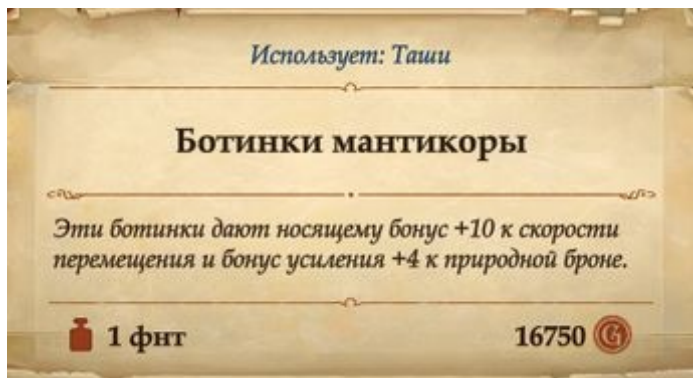 Использует: Таши
Ботинки мантикоры
Эти ботинки дают носящему бонус +10 к скорости
перемещения и бонус усиления +4 к природной броне.
1 фнт 16750 G